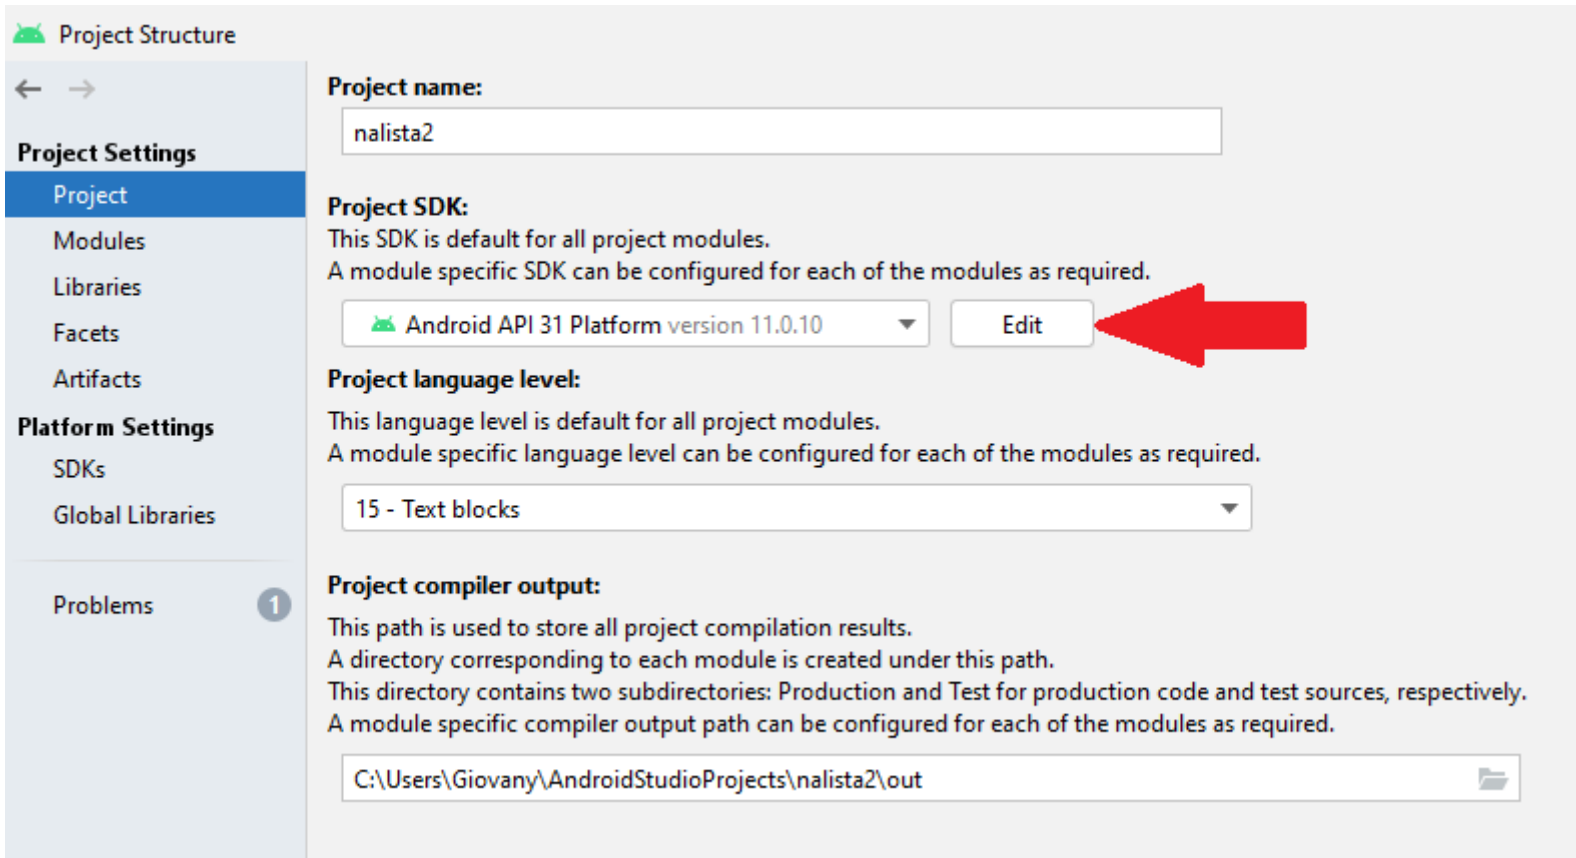 Project Structure
Project Settings
Project
Modules
Libraries
Facets
Artifacts
Platform Settings
SDKs
Global Libraries
Problems 1
Project name:
nalista2
Project SDK:
This SDK is default for all project modules.
A module specific SDK can be configured for each of the modules as required.
Android API 31 Platform version 11.0.10 Edit
Project language level:
This language level is default for all project modules.
A module specific language level can be configured for each of the modules as required.
15 - Text blocks
Project compiler output:
This path is used to store all project compilation results.
A directory corresponding to each module is created under this path.
This directory contains two subdirectories: Production and Test for production code and test sources, respectively.
A module specific compiler output path can be configured for each of the modules as required.
C:\Users\Giovany\AndroidStudioProjects\nalista2\out